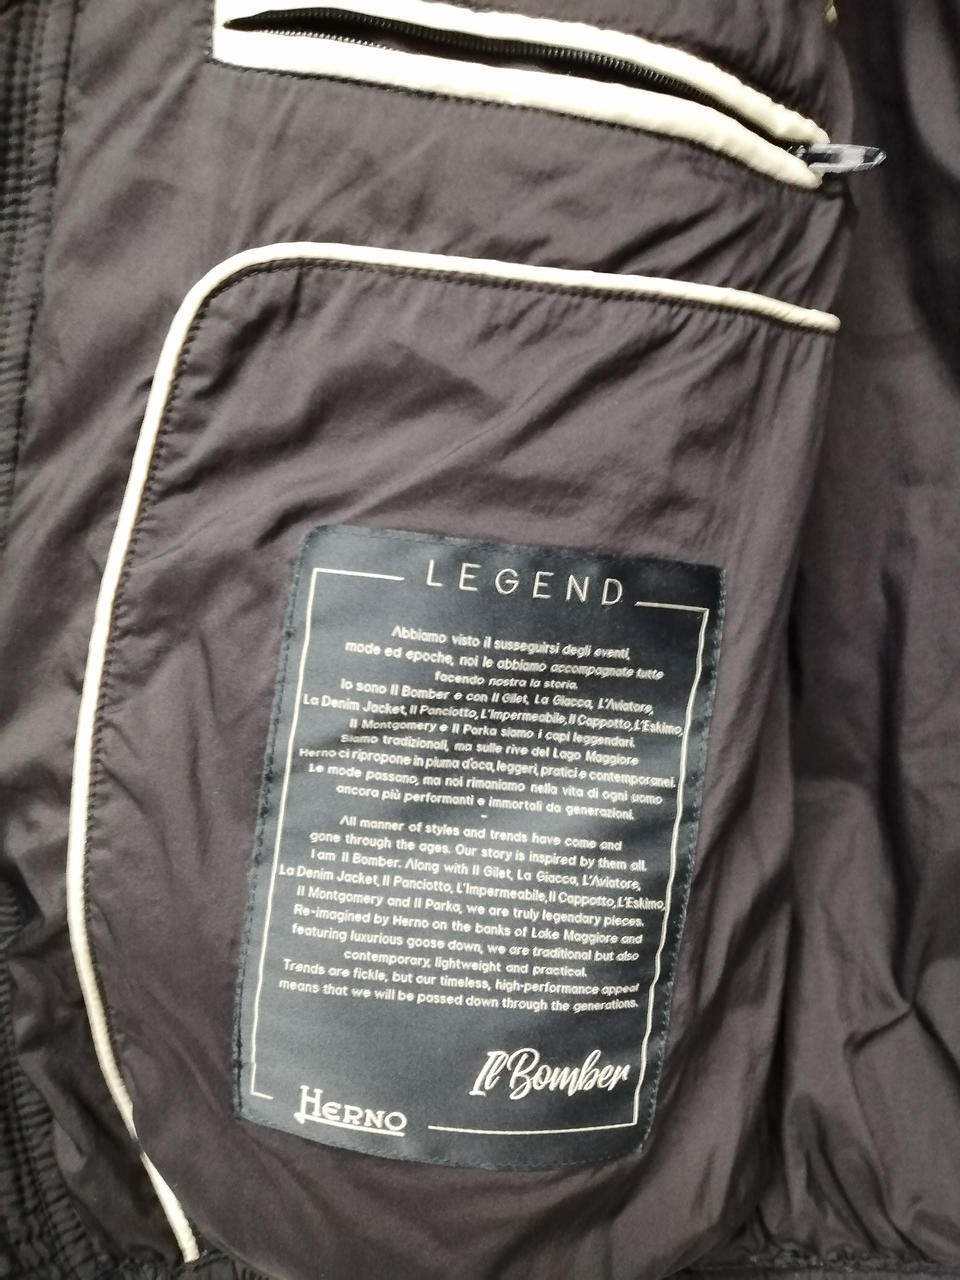 LEGEND
Abbiamo visto il susseguirsi degli eventi,
mode ed epoche, noi le abbiamo accompagnate tutte
facendo nostra la storia.
Io sono Il Bomber e con Il Gilet, La Giacca, L'Aviatore,
La Denim Jacket, Il Panciotto, L'Impermeabile, Il Cappotto, L'Eskimo,
Il Montgomery e Il Parka siamo i capi leggendari.
Siamo tradizionali, ma sulle rive del Lago Maggiore
Herno ci ripropone in piuma d'oca, leggeri, pratici e contemporanei.
Le mode passano, ma noi rimaniamo nella vita di ogni uomo
ancora più performanti e immortali da generazioni.
-
All manner of styles and trends have come and
gone through the ages. Our story is inspired by them all.
I am Il Bomber. Along with Il Gilet, La Giacca, L'Aviatore,
La Denim Jacket, Il Panciotto, L'Impermeabile, Il Cappotto, L'Eskimo,
Il Montgomery and Il Parka, we are truly legendary pieces.
Re-imagined by Herno on the banks of Lake Maggiore and
featuring luxurious goose down, we are traditional but also
contemporary, lightweight and practical.
Trends are fickle, but our timeless, high-performance appeal
means that we will be passed down through the generations.
Il Bomber
HERNO